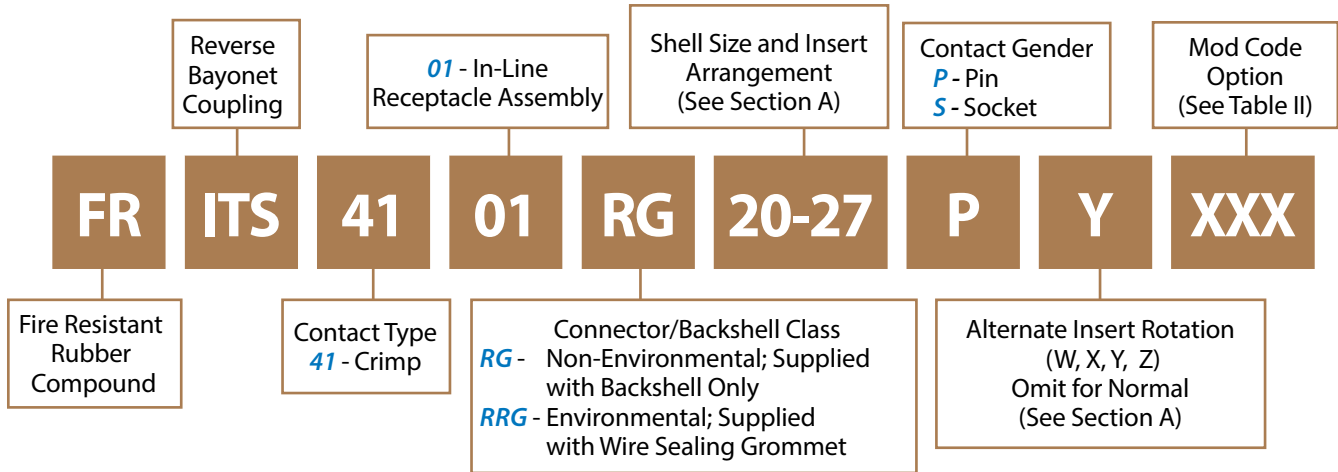 Reverse
Bayonet
Coupling
01 - In-Line
Receptacle Assembly
Shell Size and Insert
Arrangement
(See Section A)
Contact Gender
P - Pin
S - Socket
Mod Code
Option
(See Table II)
FR ITS 41 01 RG 20-27 P Y XXX
Fire Resistant
Rubber
Compound
Contact Type
41 - Crimp
Connector/Backshell Class
RG - Non-Environmental; Supplied
with Backshell Only
RRG - Environmental; Supplied
with Wire Sealing Grommet
Alternate Insert Rotation
(W, X, Y, Z)
Omit for Normal
(See Section A)